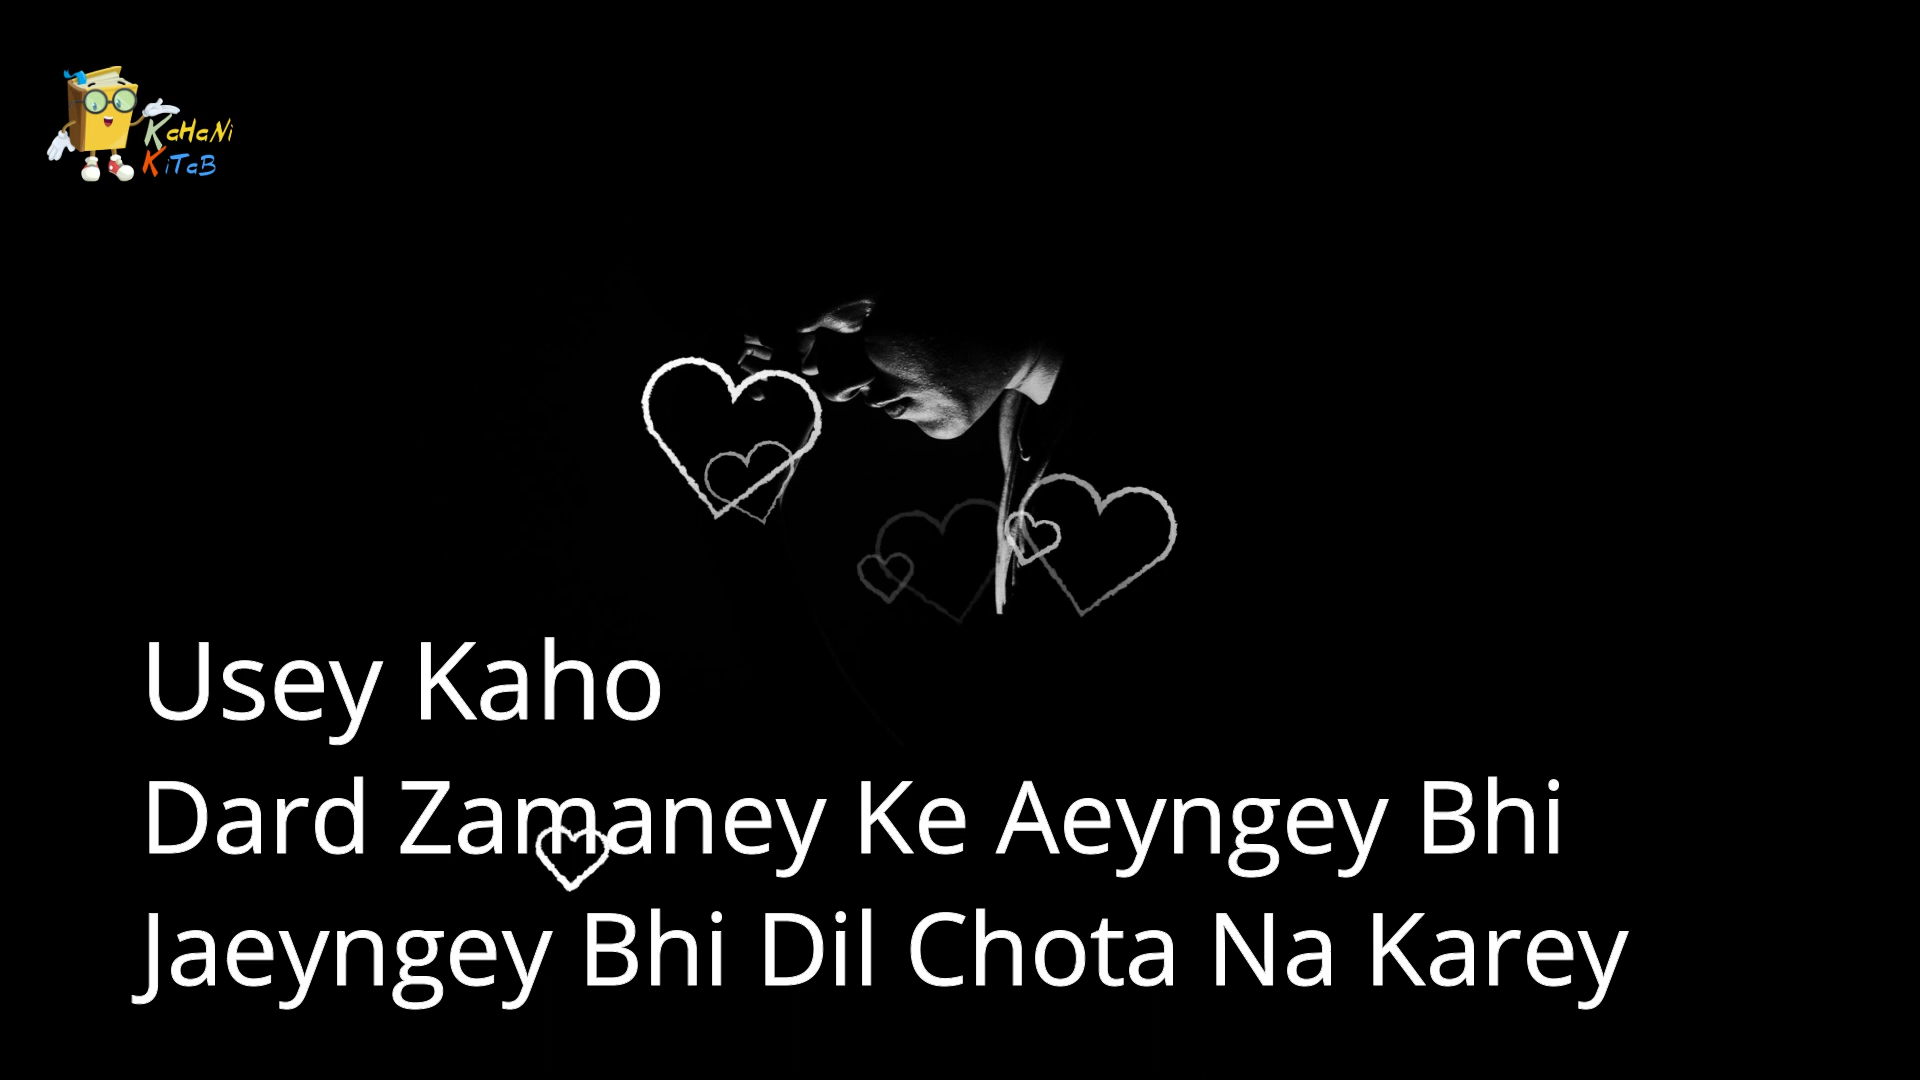 KaHaNi
KiTaB
Usey Kaho
Dard Zamaney Ke Aeyngey Bhi
Jaeyngey Bhi Dil Chota Na Karey